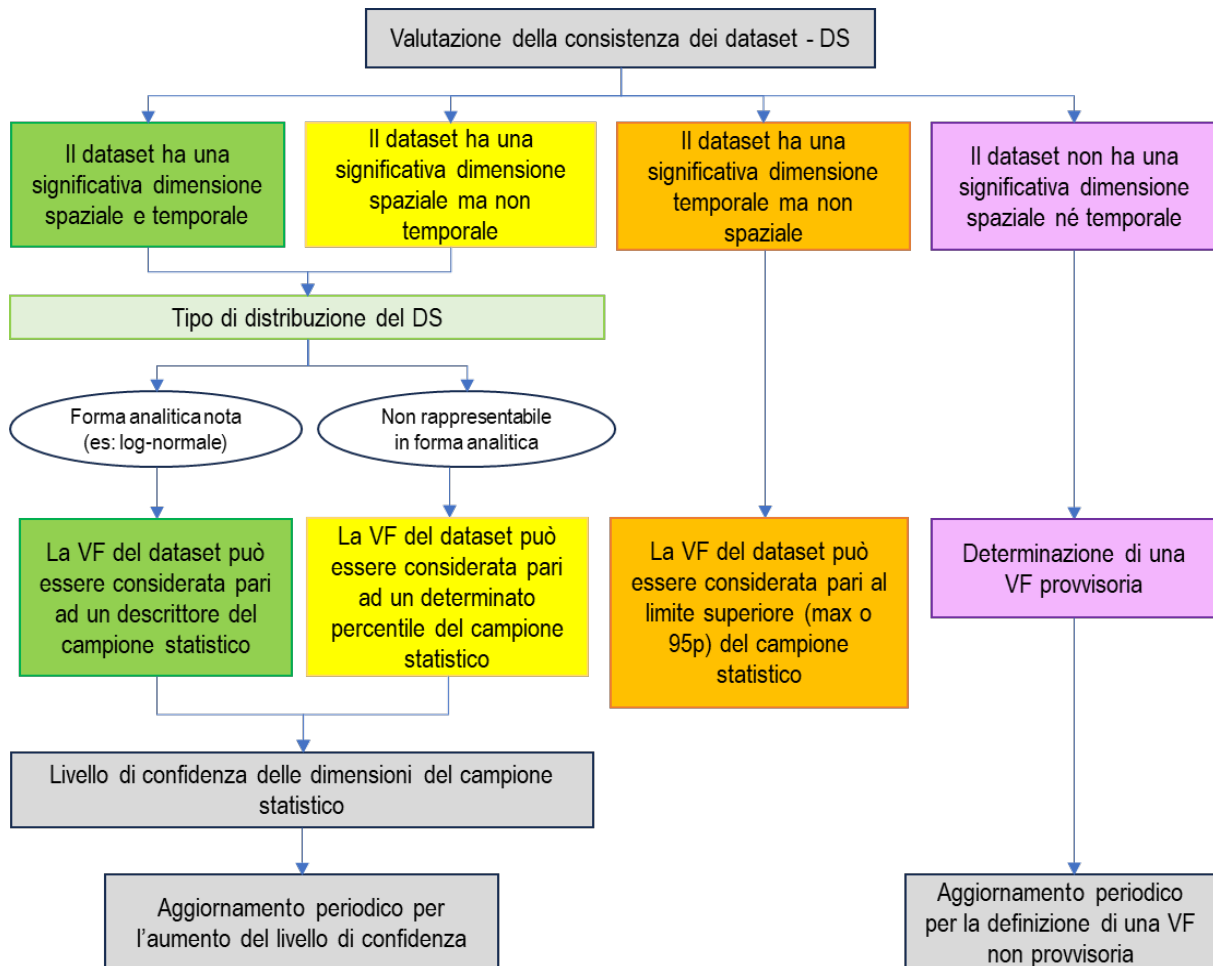 Valutazione della consistenza dei dataset - DS
Il dataset ha una
significativa dimensione
spaziale e temporale
Il dataset ha una
significativa dimensione
spaziale ma non
temporale
Il dataset ha una
significativa dimensione
temporale ma non
spaziale
Il dataset non ha una
significativa dimensione
spaziale né temporale
Tipo di distribuzione del DS
Forma analitica nota
(es: log-normale)
Non rappresentabile
in forma analitica
La VF del dataset può
essere considerata pari
ad un descrittore del
campione statistico
La VF del dataset può
essere considerata pari
ad un determinato
percentile del campione
statistico
La VF del dataset può
essere considerata pari al
limite superiore (max o
95p) del campione
statistico
Determinazione di una
VF provvisoria
Livello di confidenza delle dimensioni del campione
statistico
Aggiornamento periodico per
l'aumento del livello di confidenza
Aggiornamento periodico
per la definizione di una VF
non provvisoria